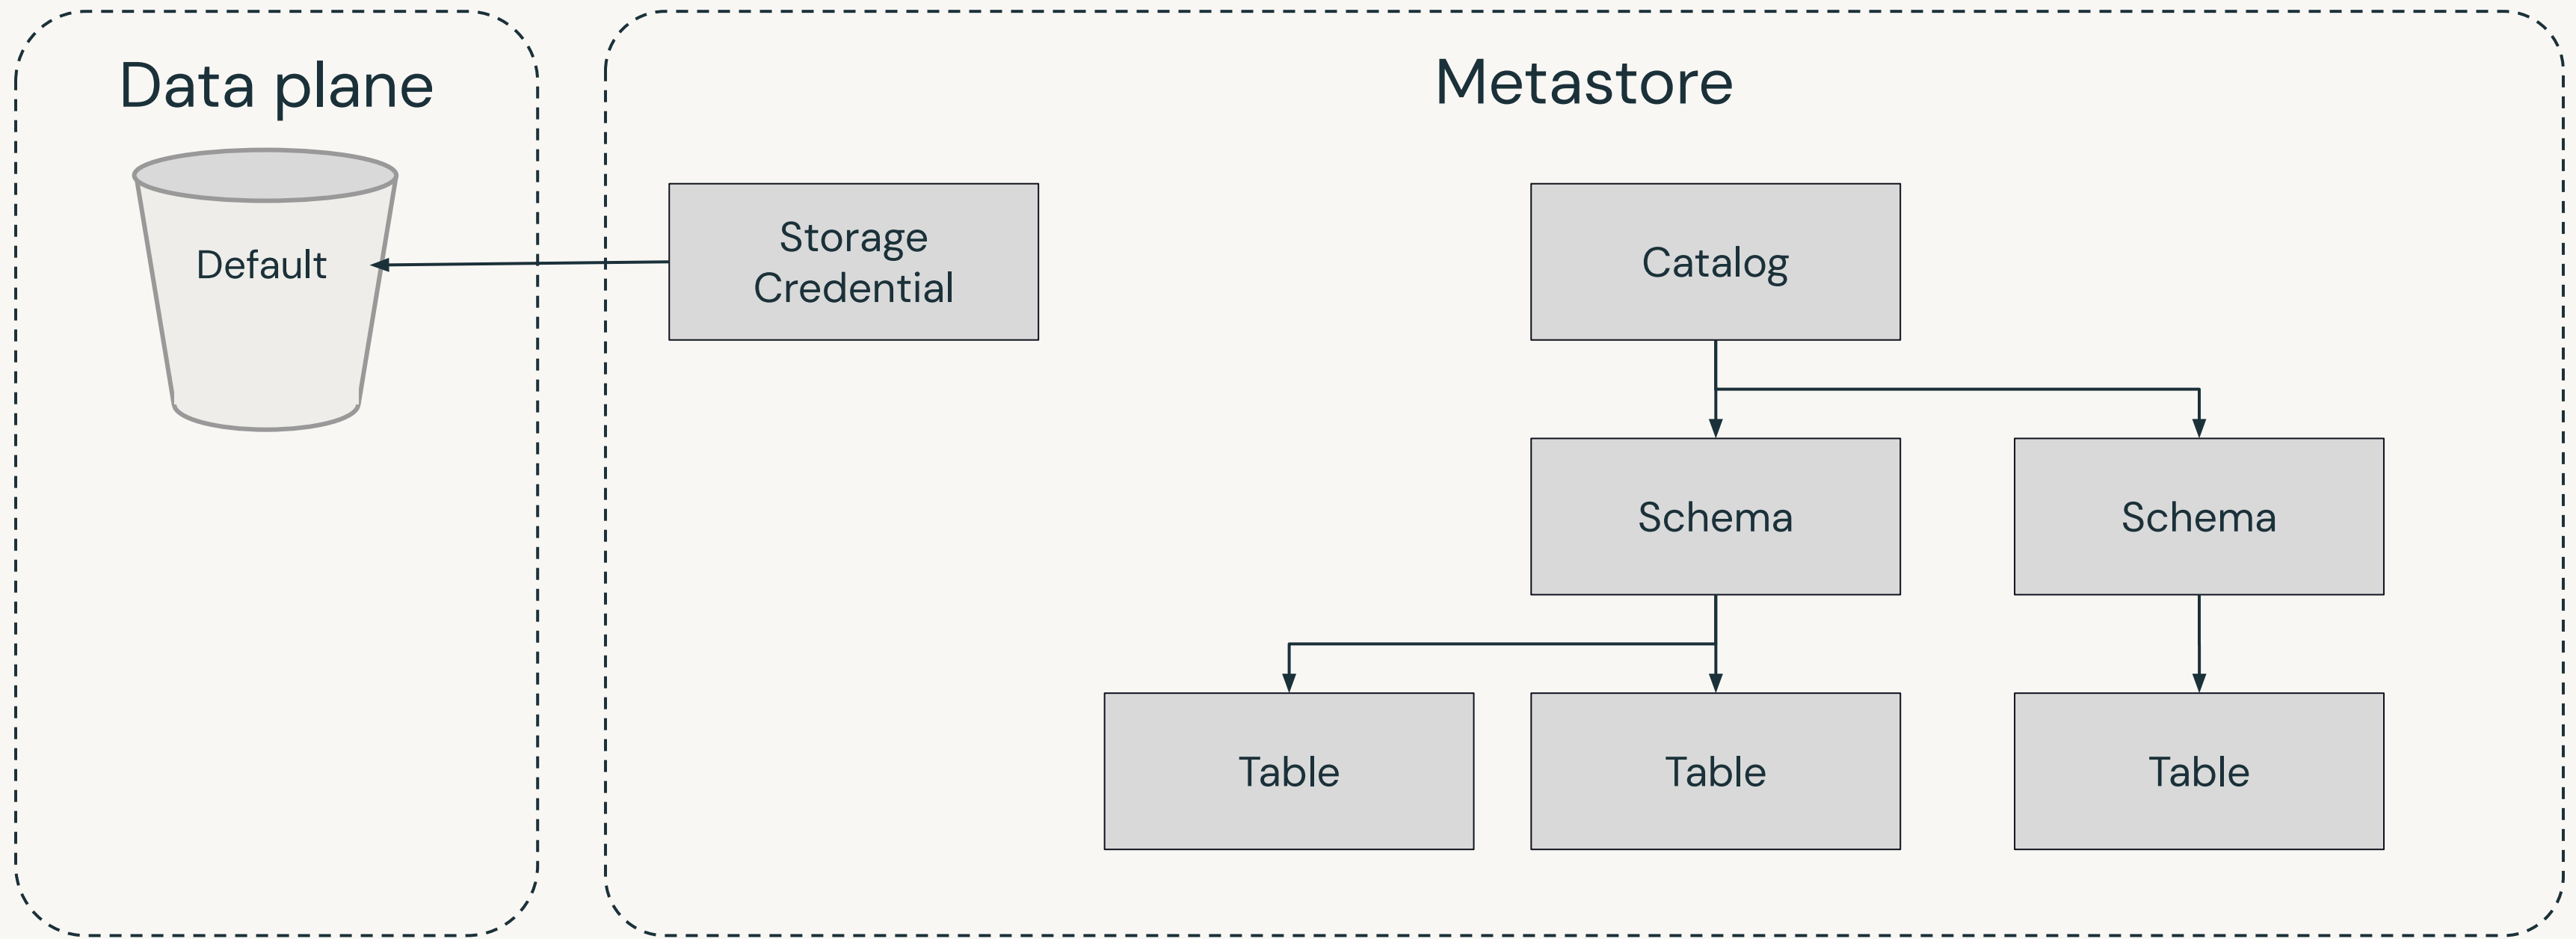 Data plane
Default
Metastore
Storage
Credential
Catalog
Schema
Schema
Table
Table
Table